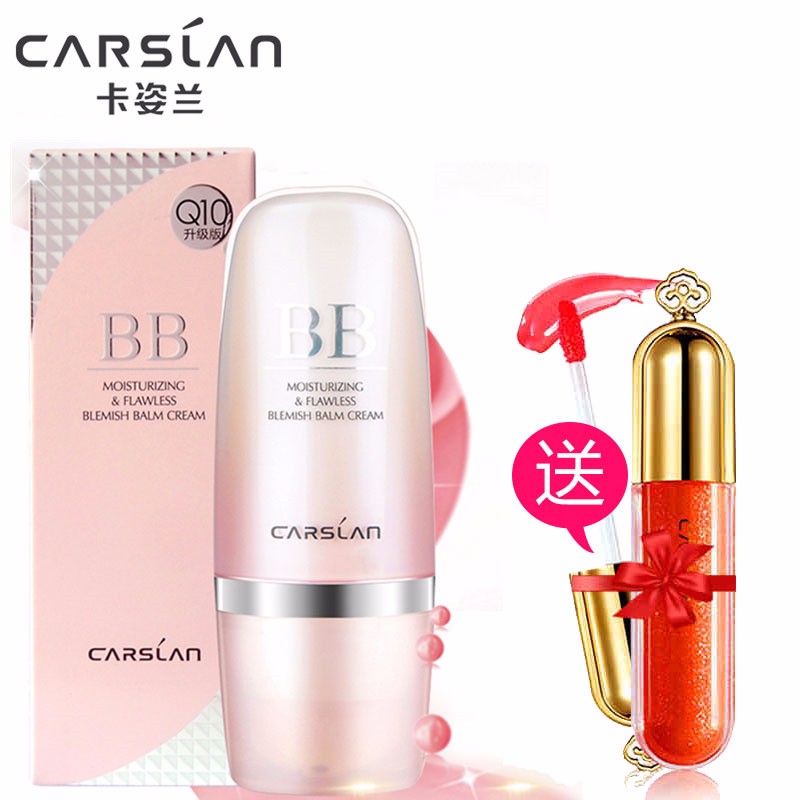 CARSLAN
卡姿兰
Q10
升级版
BB
MOISTURIZING
& FLAWLESS
BLEMISH BALM CREAM
CARSLAN
BB
MOISTURIZING
& FLAWLESS
BLEMISH BALM CREAM
CARSLAN
送